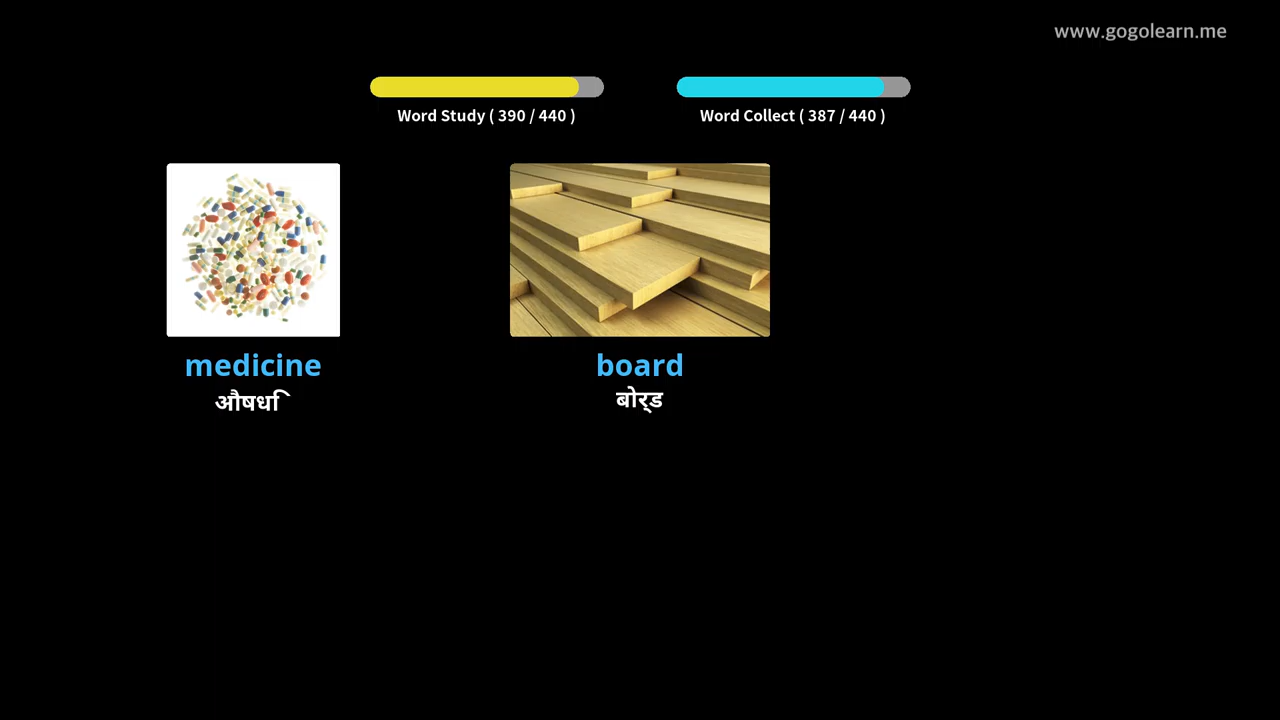 www.gogolearn.me
Word Study ( 390 / 440 )
Word Collect ( 387 / 440 )
medicine
औषधि
board
बोर्ड